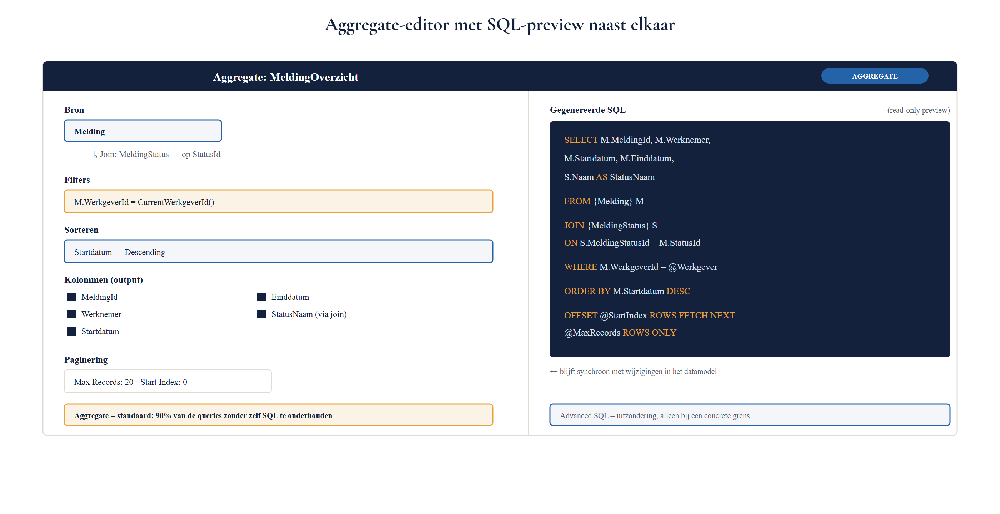 Aggregate-editor met SQL-preview naast elkaar
Aggregate: MeldingOverzicht
AGGREGATE
Bron
Melding
↳ Join: MeldingStatus — op StatusId
Filters
M.WerkgeverId = CurrentWerkgeverId()
Sorteren
Startdatum — Descending
Kolommen (output)
MeldingId
Werknemer
Startdatum
Einddatum
StatusNaam (via join)
Paginering
Max Records: 20 · Start Index: 0
Aggregate = standaard: 90% van de queries zonder zelf SQL te onderhouden
Gegenereerde SQL
(read-only preview)
SELECT M.MeldingId, M.Werknemer,
M.Startdatum, M.Einddatum,
S.Naam AS StatusNaam
FROM {Melding} M
JOIN {MeldingStatus} S
ON S.MeldingStatusId = M.StatusId
WHERE M.WerkgeverId = @Werkgever
ORDER BY M.Startdatum DESC
OFFSET @StartIndex ROWS FETCH NEXT
@MaxRecords ROWS ONLY
↔ blijft synchroon met wijzigingen in het datamodel
Advanced SQL = uitzondering, alleen bij een concrete grens